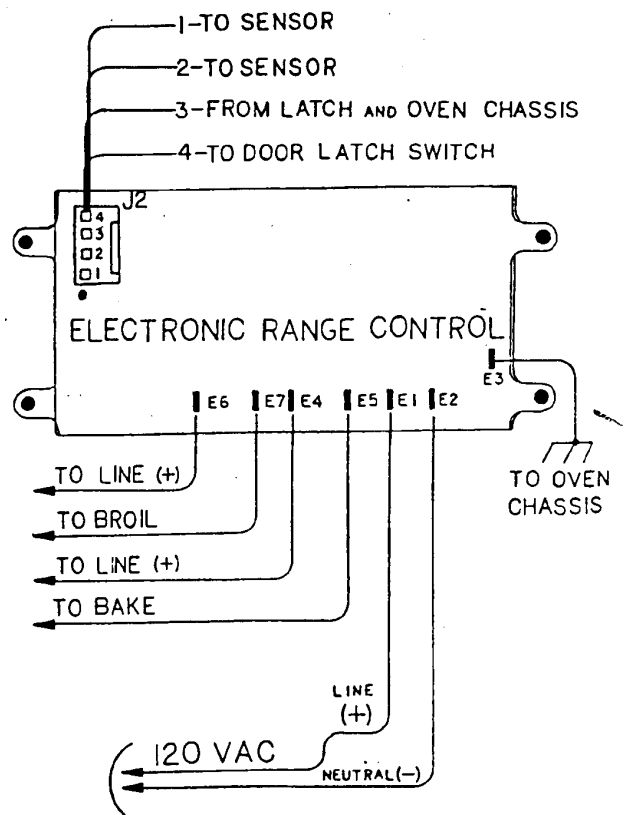 1-TO SENSOR
2-TO SENSOR
3-FROM LATCH AND OVEN CHASSIS
4-TO DOOR LATCH SWITCH
J2
4
3
2
1
ELECTRONIC RANGE CONTROL
E3
E6 E7 E4 E5 E1 E2
TO OVEN
CHASSIS
TO LINE (+)
TO BROIL
TO LINE (+)
TO BAKE
LINE
(+)
120 VAC
NEUTRAL(-)